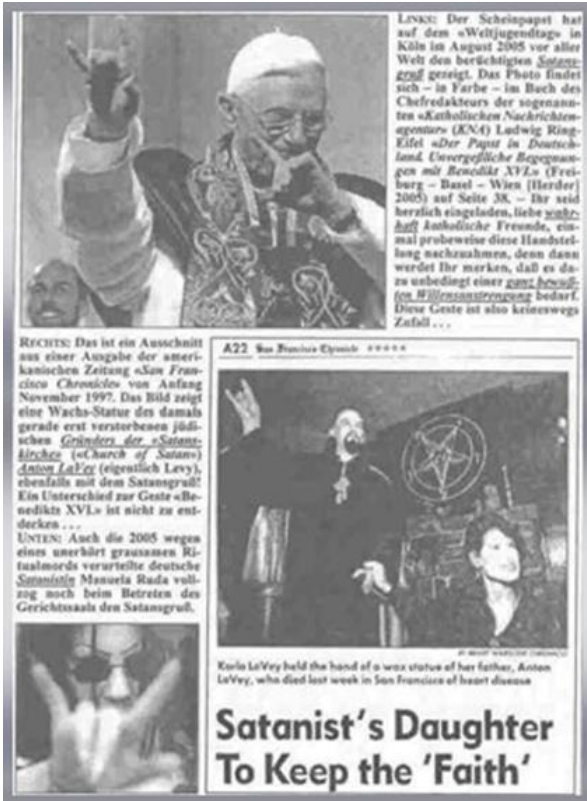 LINKS: Der Scheinpapst hat
auf dem «Weltjugendtag» in
Köln im August 2005 vor aller
Welt den berüchtigten Satans-
gruß gezeigt. Das Photo findet
sich – in Farbe – im Buch des
Chefredakteurs der sogenann-
ten «Katholischen Nachrichten-
agentur» (KNA) Ludwig Ring-
Eifel «Der Papst in Deutsch-
land. Unvergeßliche Begegnun-
gen mit Benedikt XVI.» (Frei-
burg – Basel – Wien [Herder]
2005) auf Seite 38. – Ihr seid
herzlich eingeladen, liebe wahr-
haft katholische Freunde, ein-
mal probeweise diese Handstel-
lung nachzuahmen, denn dann
werdet Ihr merken, daß es da-
zu unbedingt einer ganz bewuß-
ten Willensanstrengung bedarf.
Diese Geste ist also keineswegs
Zufall . . .
RECHTS: Das ist ein Ausschnitt
aus einer Ausgabe der ameri-
kanischen Zeitung «San Fran-
cisco Chronicle» von Anfang
November 1997. Das Bild zeigt
eine Wachs-Statue des damals
gerade erst verstorbenen jüdi-
schen Gründers der «Satans-
kirche» («Church of Satan»)
Anton LaVey (eigentlich Levy),
ebenfalls mit dem Satansgruß!
Ein Unterschied zur Geste «Be-
nedikts XVI.» ist nicht zu ent-
decken . . .
UNTEN: Auch die 2005 wegen
eines unerhört grausamen Ri-
tualmords verurteilte deutsche
Satanistin Manuela Ruda voll-
zog noch beim Betreten des
Gerichtssaals den Satansgruß.
A22 San Francisco Chronicle ★★★★★
Karla LaVey held the hand of a wax statue of her father, Anton
LaVey, who died last week in San Francisco of heart disease
Satanist's Daughter
To Keep the 'Faith'